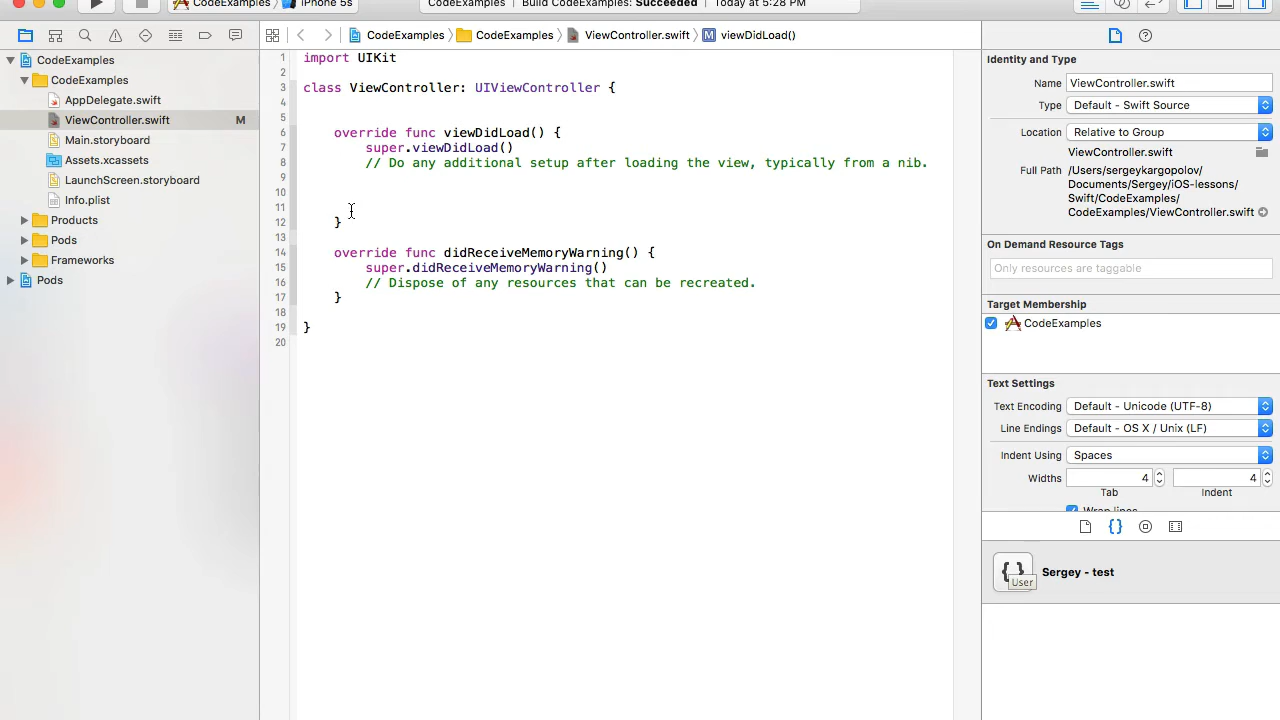 CodeExamples iPhone 5s CodeExamples Build CodeExamples: Succeeded Today at 5:28 PM
CodeExamples CodeExamples ViewController.swift M viewDidLoad()
CodeExamples
CodeExamples
AppDelegate.swift
ViewController.swift M
Main.storyboard
Assets.xcassets
LaunchScreen.storyboard
Info.plist
Products
Pods
Frameworks
Pods
1 import UIKit
2
3 class ViewController: UIViewController {
4
5
6 override func viewDidLoad() {
7 super.viewDidLoad()
8 // Do any additional setup after loading the view, typically from a nib.
9
10
11
12 }
13
14 override func didReceiveMemoryWarning() {
15 super.didReceiveMemoryWarning()
16 // Dispose of any resources that can be recreated.
17 }
18
19 }
20
Identity and Type
Name ViewController.swift
Type Default - Swift Source
Location Relative to Group
ViewController.swift
Full Path /Users/sergeykargopolov/
Documents/Sergey/iOS-lessons/
Swift/CodeExamples/
CodeExamples/ViewController.swift
On Demand Resource Tags
Only resources are taggable
Target Membership
CodeExamples
Text Settings
Text Encoding Default - Unicode (UTF-8)
Line Endings Default - OS X / Unix (LF)
Indent Using Spaces
Widths 4 4
Tab Indent
Wrap lines
{ }
{ } Sergey - test
User